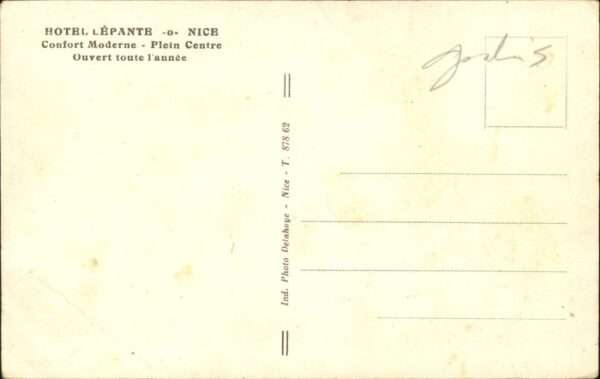 HOTEL LÉPANTE -o- NICE
Confort Moderne - Plein Centre
Ouvert toute l'année
Ind. Photo Delahaye - Nice - T. 878 62